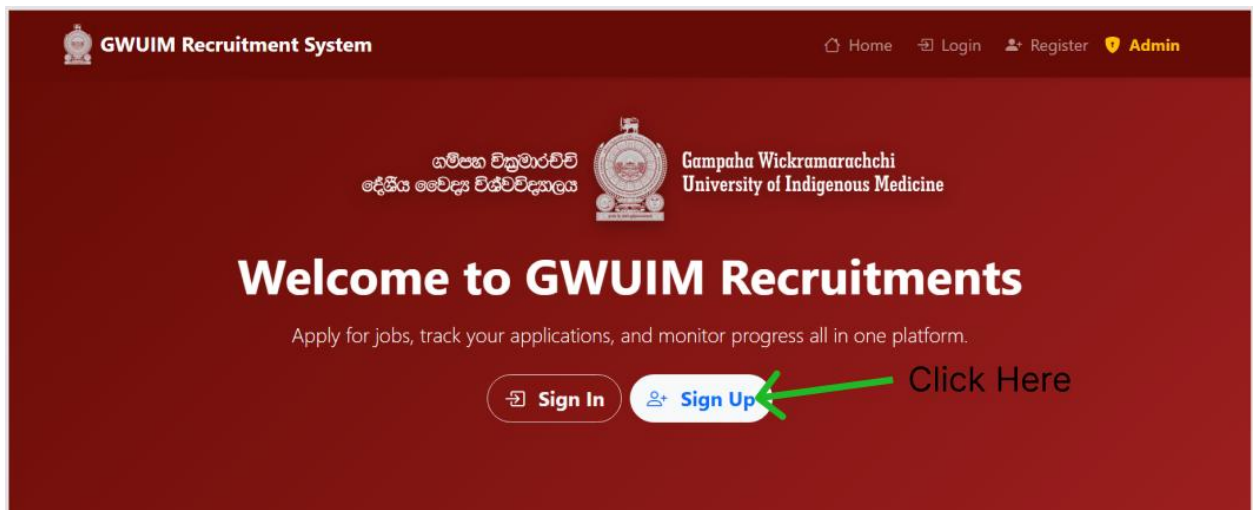 GWUIM Recruitment System
Home Login Register Admin
ගම්පහ වික්‍රමාරච්චි
දේශීය වෛද්‍ය විශ්වවිද්‍යාලය
Gampaha Wickramarachchi
University of Indigenous Medicine
Welcome to GWUIM Recruitments
Apply for jobs, track your applications, and monitor progress all in one platform.
Sign In Sign Up Click Here